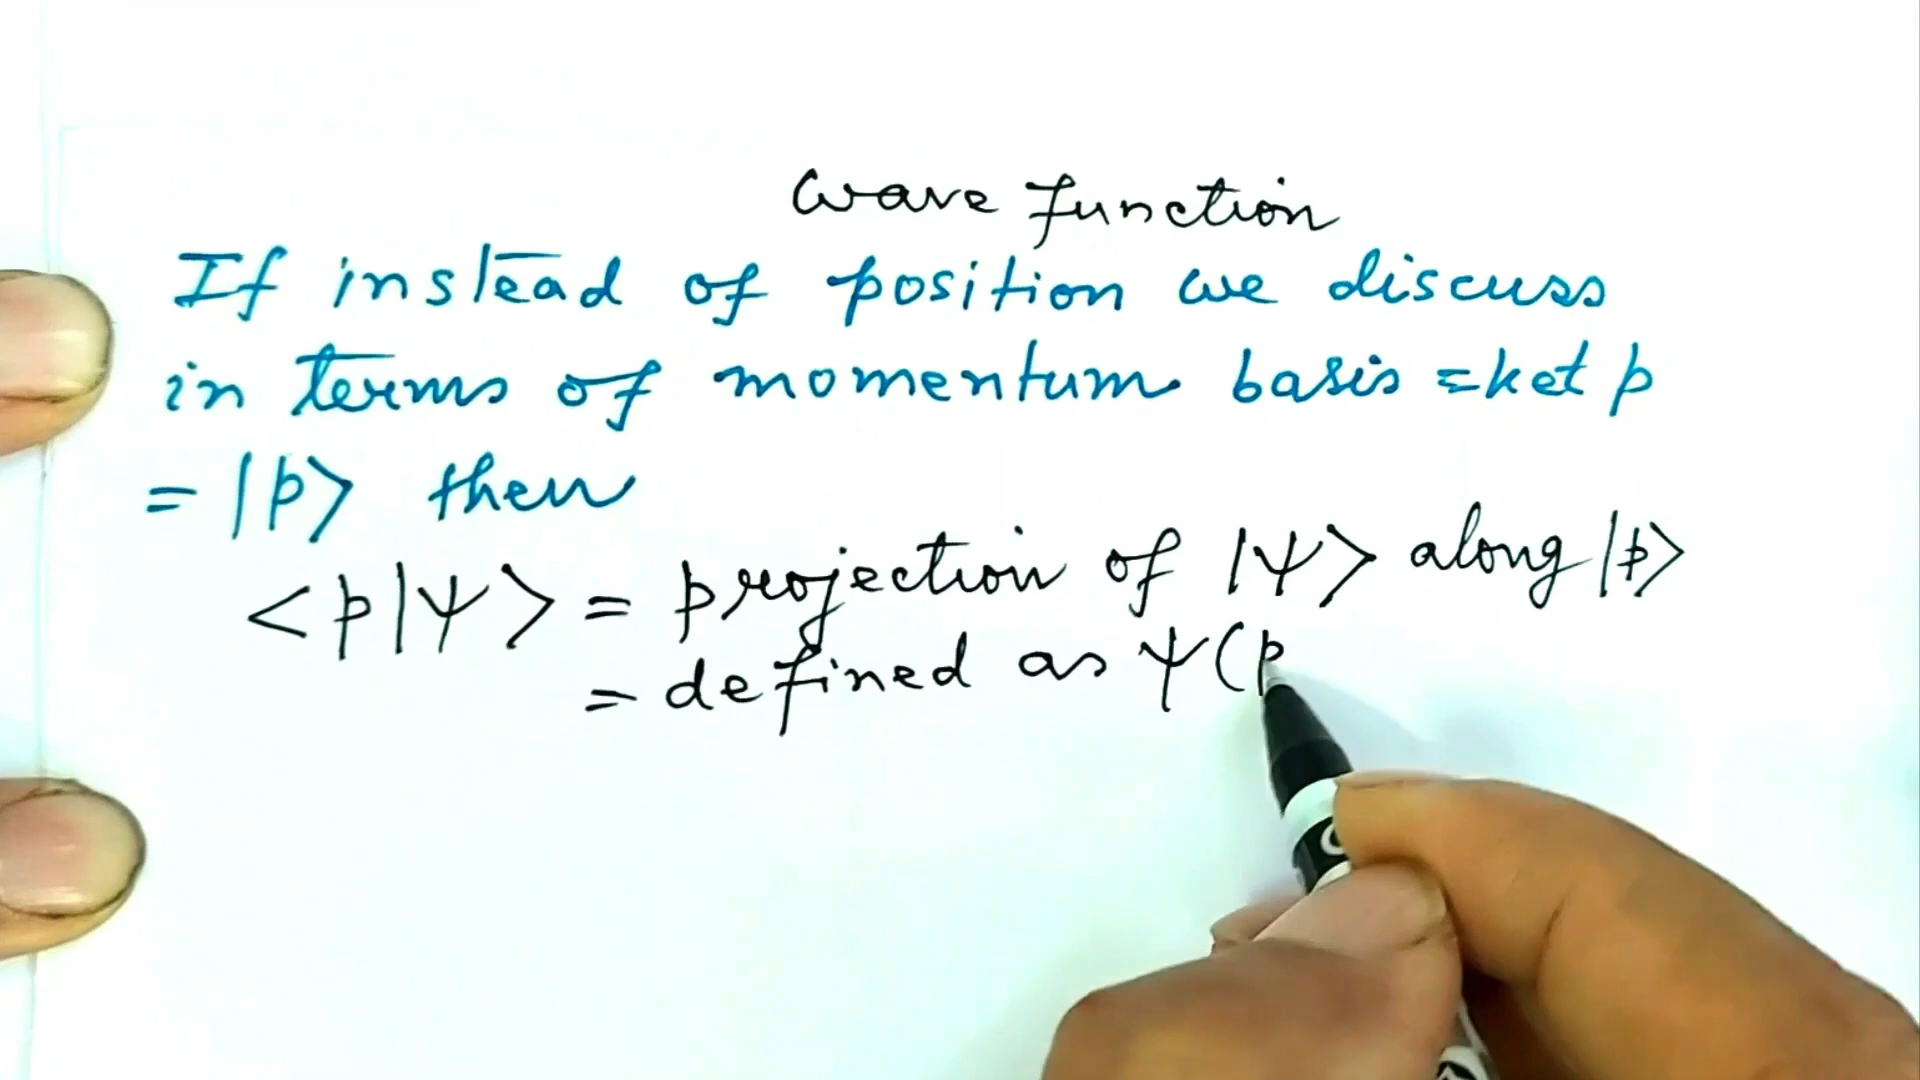 wave function
If instead of position we discuss
in terms of momentum basis = ket p
= |p> then
<p|ψ> = projection of |ψ> along |p>
= defined as ψ(p